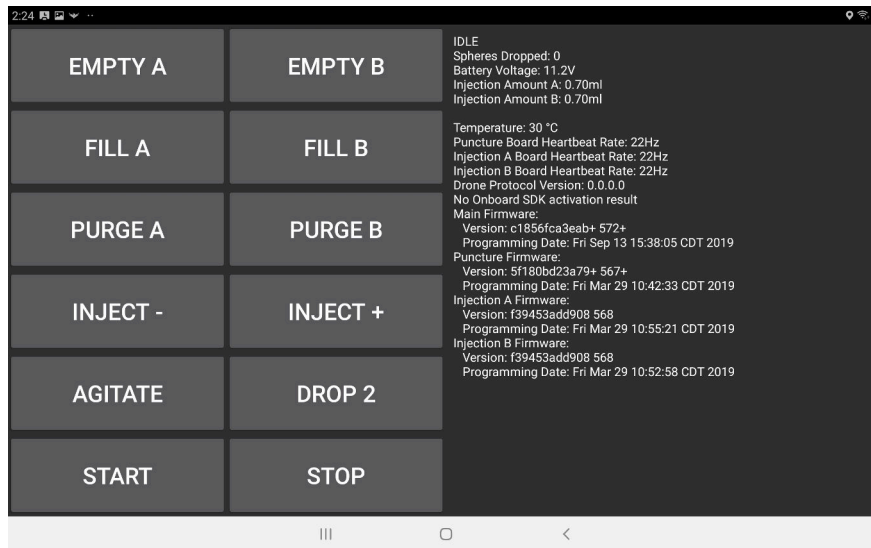 2:24
EMPTY A
EMPTY B
FILL A
FILL B
PURGE A
PURGE B
INJECT -
INJECT +
AGITATE
DROP 2
START
STOP
IDLE
Spheres Dropped: 0
Battery Voltage: 11.2V
Injection Amount A: 0.70ml
Injection Amount B: 0.70ml
Temperature: 30 °C
Puncture Board Heartbeat Rate: 22Hz
Injection A Board Heartbeat Rate: 22Hz
Injection B Board Heartbeat Rate: 22Hz
Drone Protocol Version: 0.0.0.0
No Onboard SDK activation result
Main Firmware:
Version: c1856fca3eab+ 572+
Programming Date: Fri Sep 13 15:38:05 CDT 2019
Puncture Firmware:
Version: 5f180bd23a79+ 567+
Programming Date: Fri Mar 29 10:42:33 CDT 2019
Injection A Firmware:
Version: f39453add908 568
Programming Date: Fri Mar 29 10:55:21 CDT 2019
Injection B Firmware:
Version: f39453add908 568
Programming Date: Fri Mar 29 10:52:58 CDT 2019